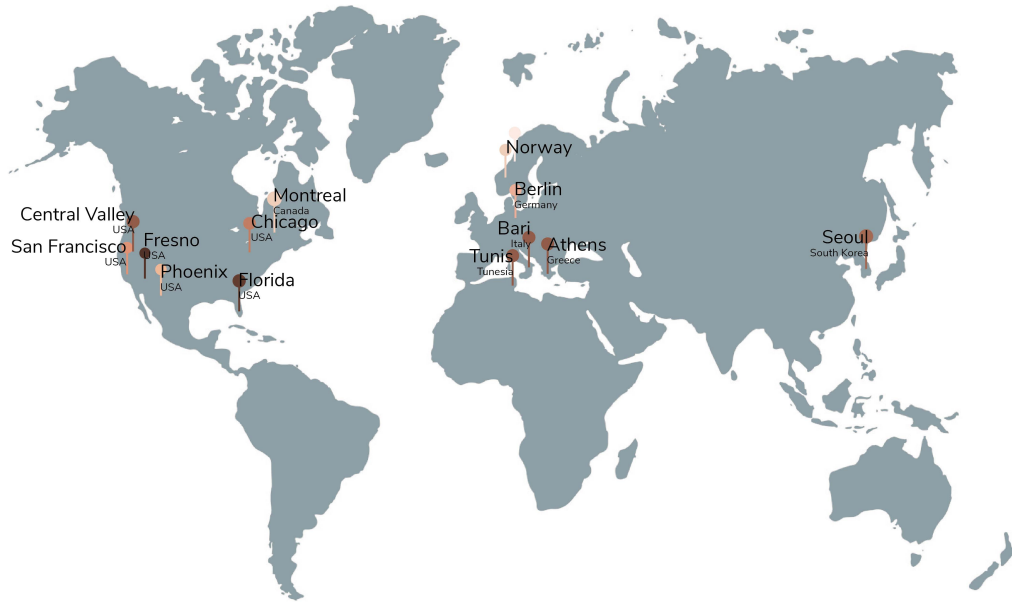 Norway
Montreal
Canada
Berlin
Germany
Central Valley
USA
Chicago
USA
Bari
Italy
Seoul
South Korea
San Francisco
USA
Fresno
USA
Athens
Greece
Tunis
Tunesia
Phoenix
USA
Florida
USA